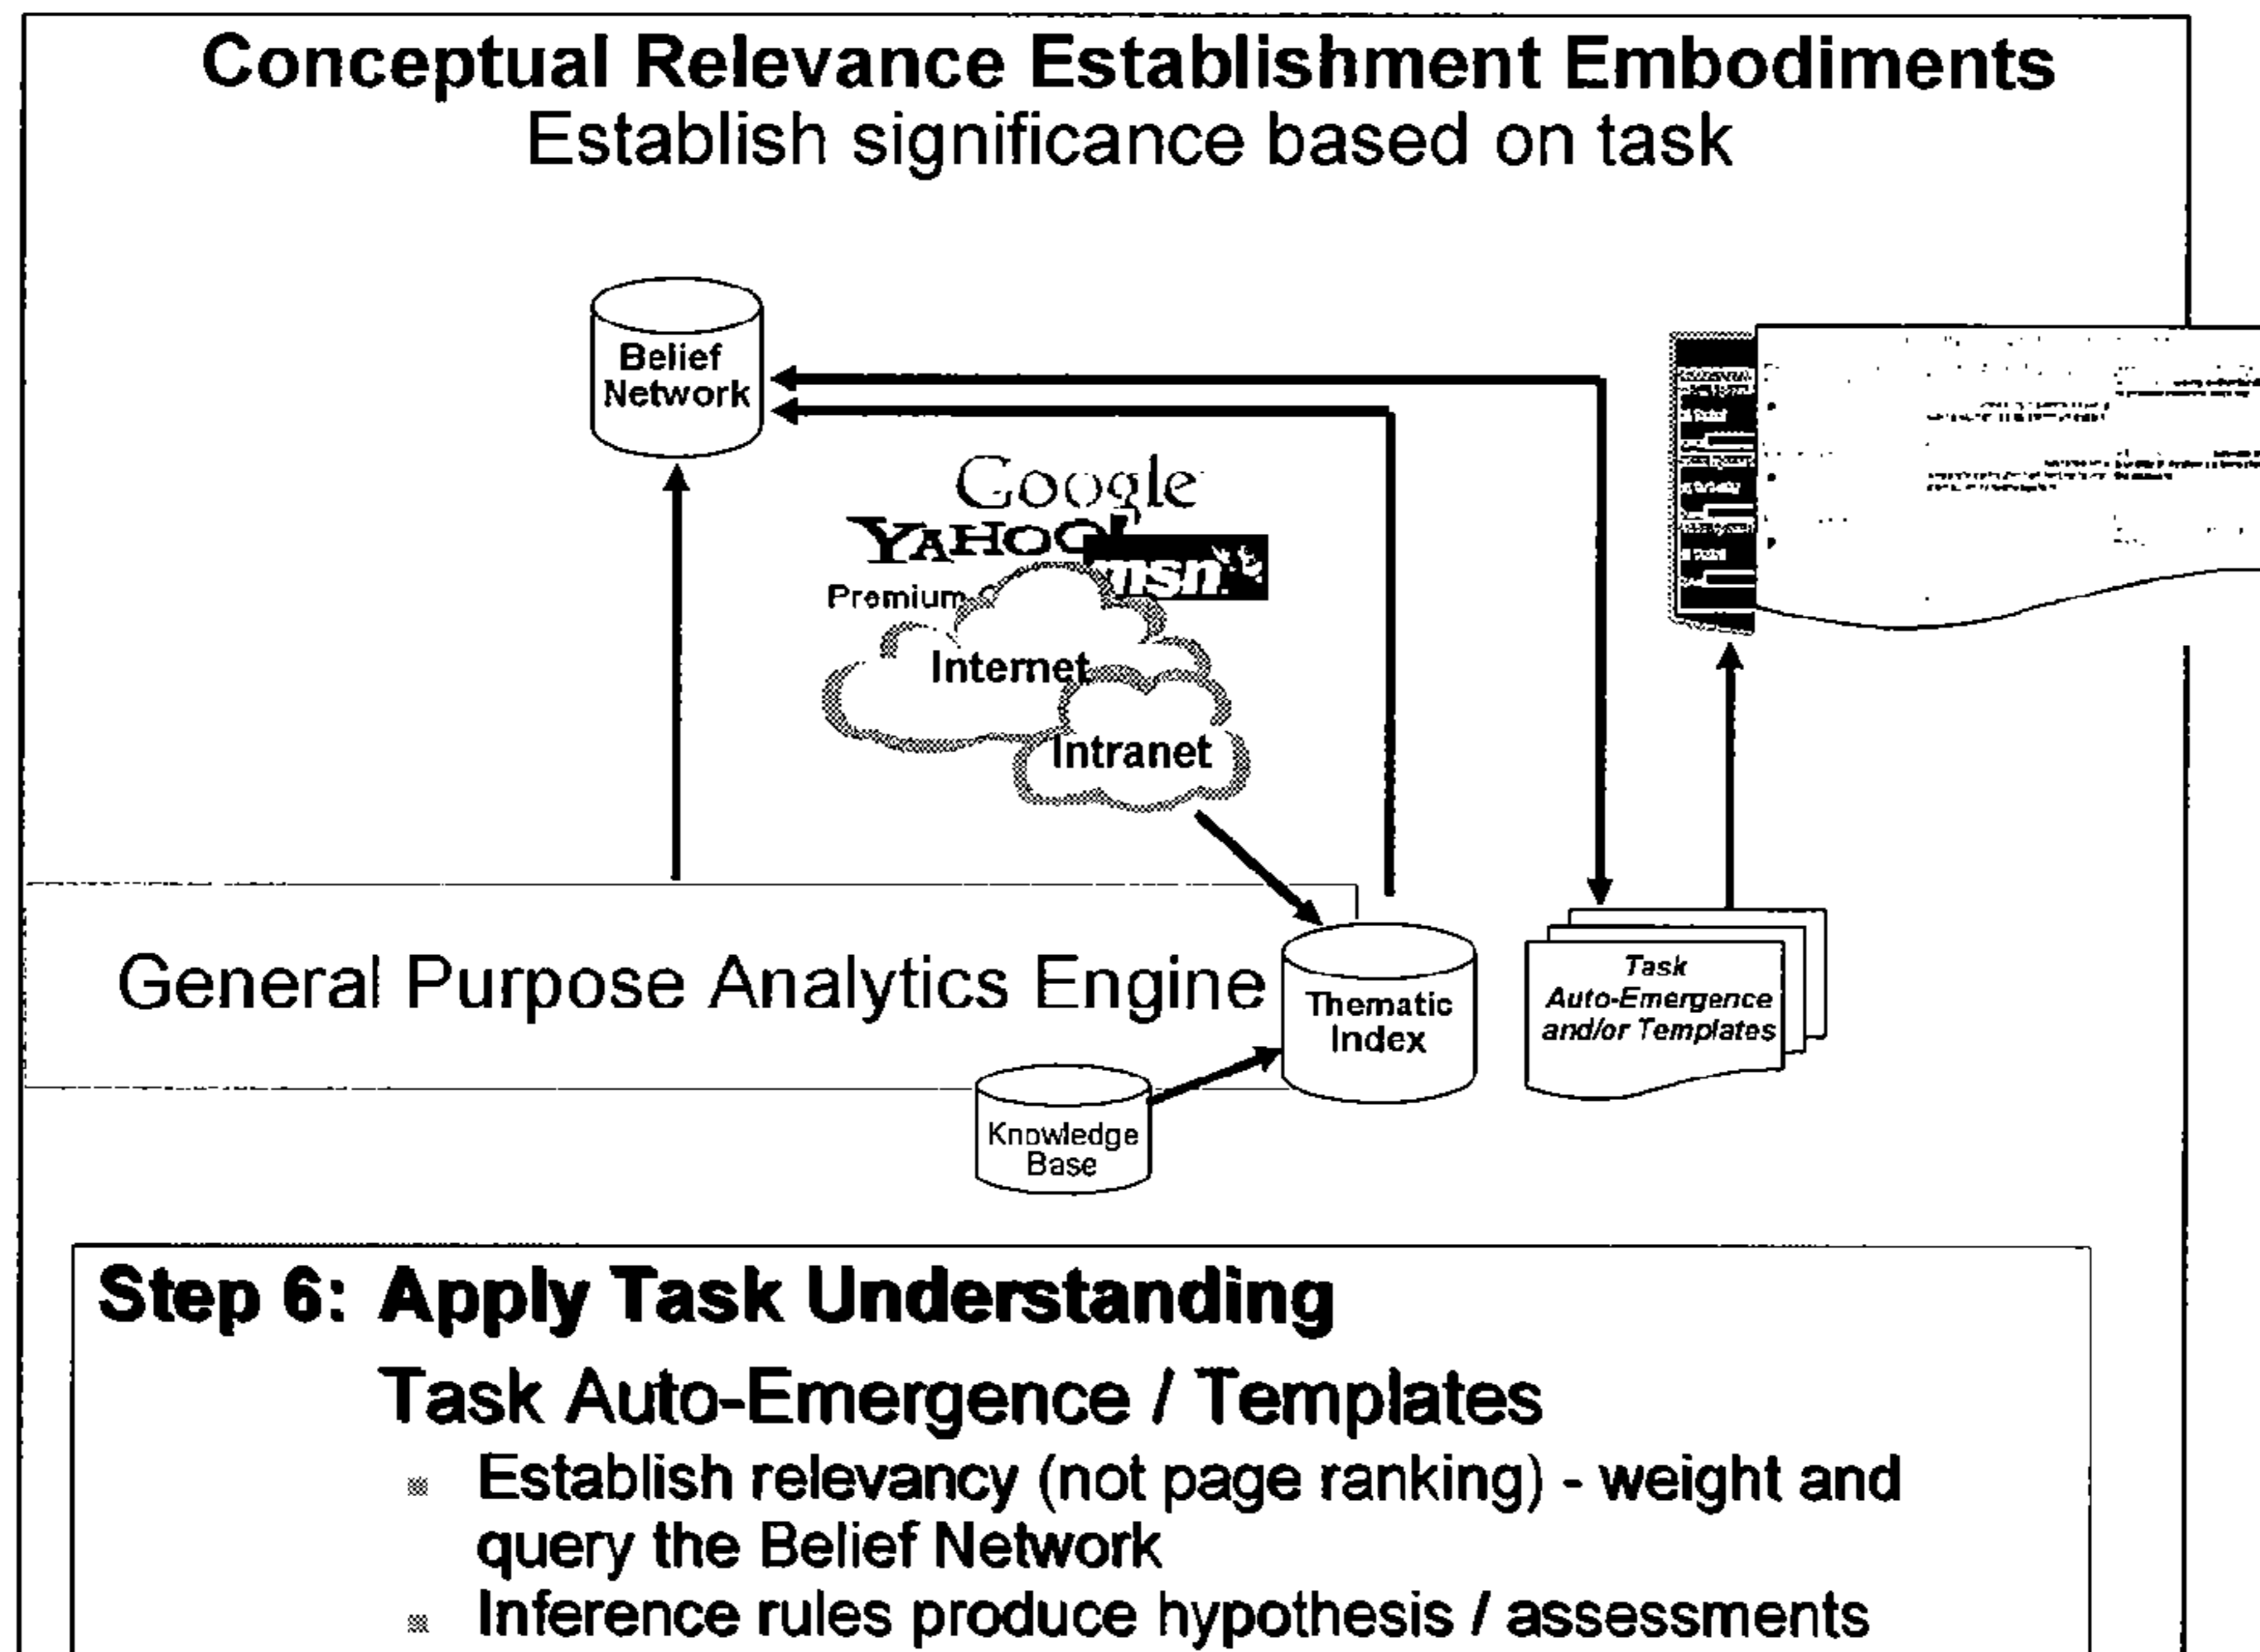 Conceptual Relevance Establishment Embodiments
Establish significance based on task
Belief
Network
Google
YAHOO!
msn
Premium
Internet
Intranet
General Purpose Analytics Engine
Thematic
Index
Task
Auto-Emergence
and/or Templates
Knowledge
Base
Step 6: Apply Task Understanding
Task Auto-Emergence / Templates
Establish relevancy (not page ranking) - weight and
query the Belief Network
Inference rules produce hypothesis / assessments